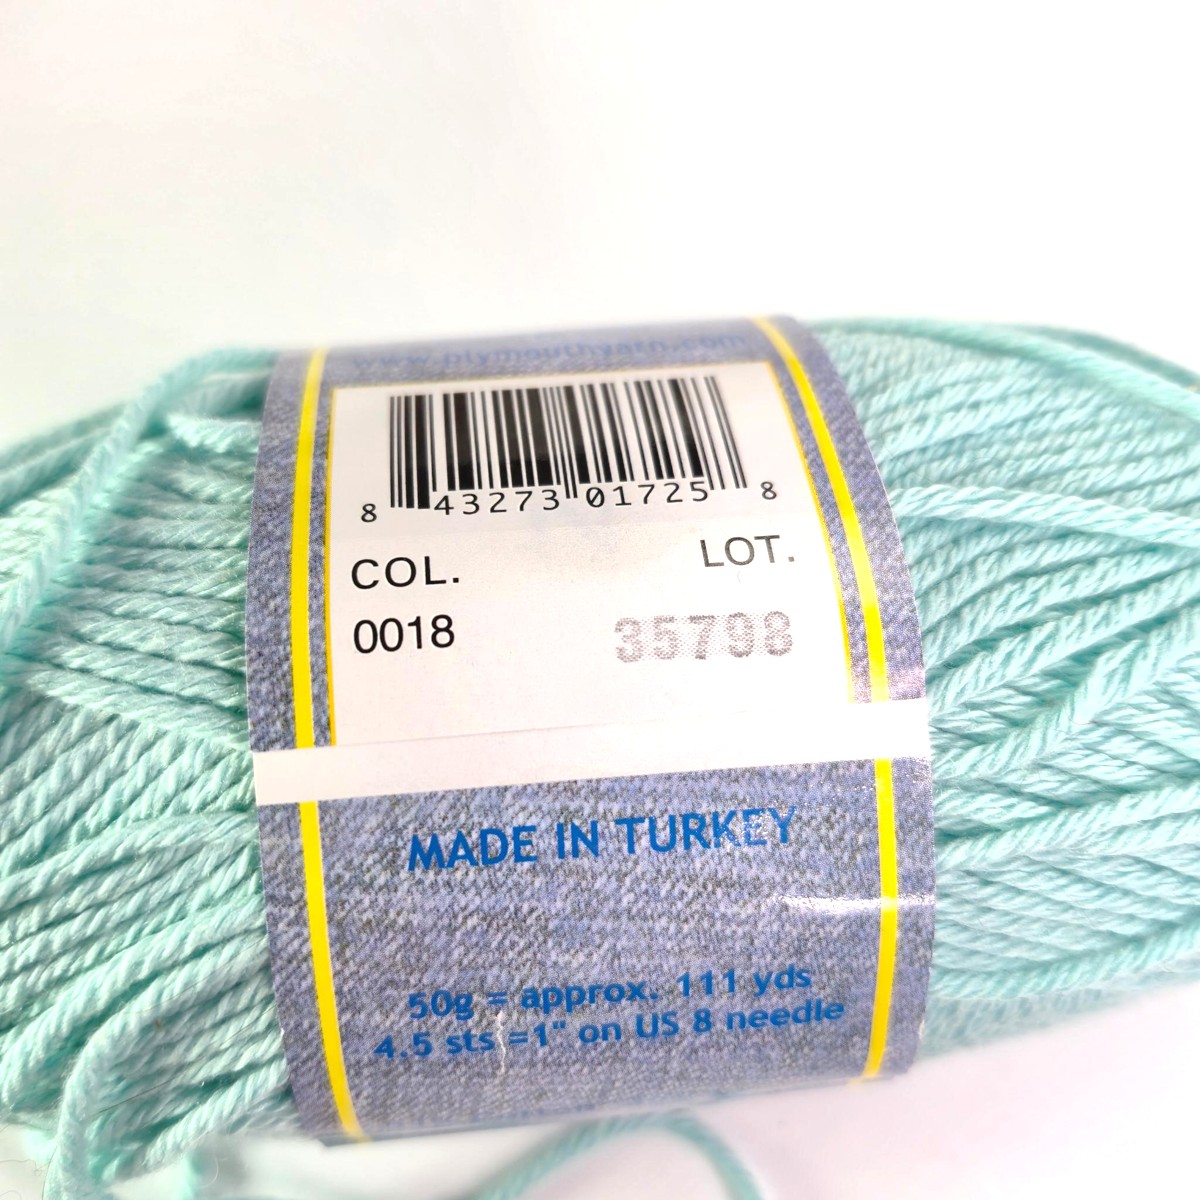 www.plymouthyarn.com
8 43273 01725 8
COL. LOT.
0018 35798
MADE IN TURKEY
50g = approx. 111 yds
4.5 sts =1" on US 8 needle